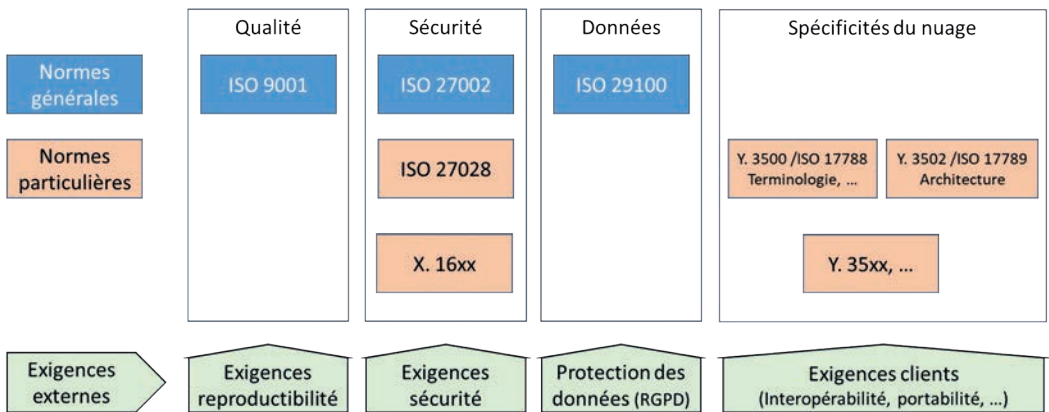 Qualité
Sécurité
Données
Spécificités du nuage
Normes
générales
ISO 9001
ISO 27002
ISO 29100
Normes
particulières
ISO 27028
Y. 3500 /ISO 17788
Terminologie, ...
Y. 3502 /ISO 17789
Architecture
X. 16xx
Y. 35xx, ...
Exigences
externes
Exigences
reproductibilité
Exigences
sécurité
Protection des
données (RGPD)
Exigences clients
(Interopérabilité, portabilité, ...)